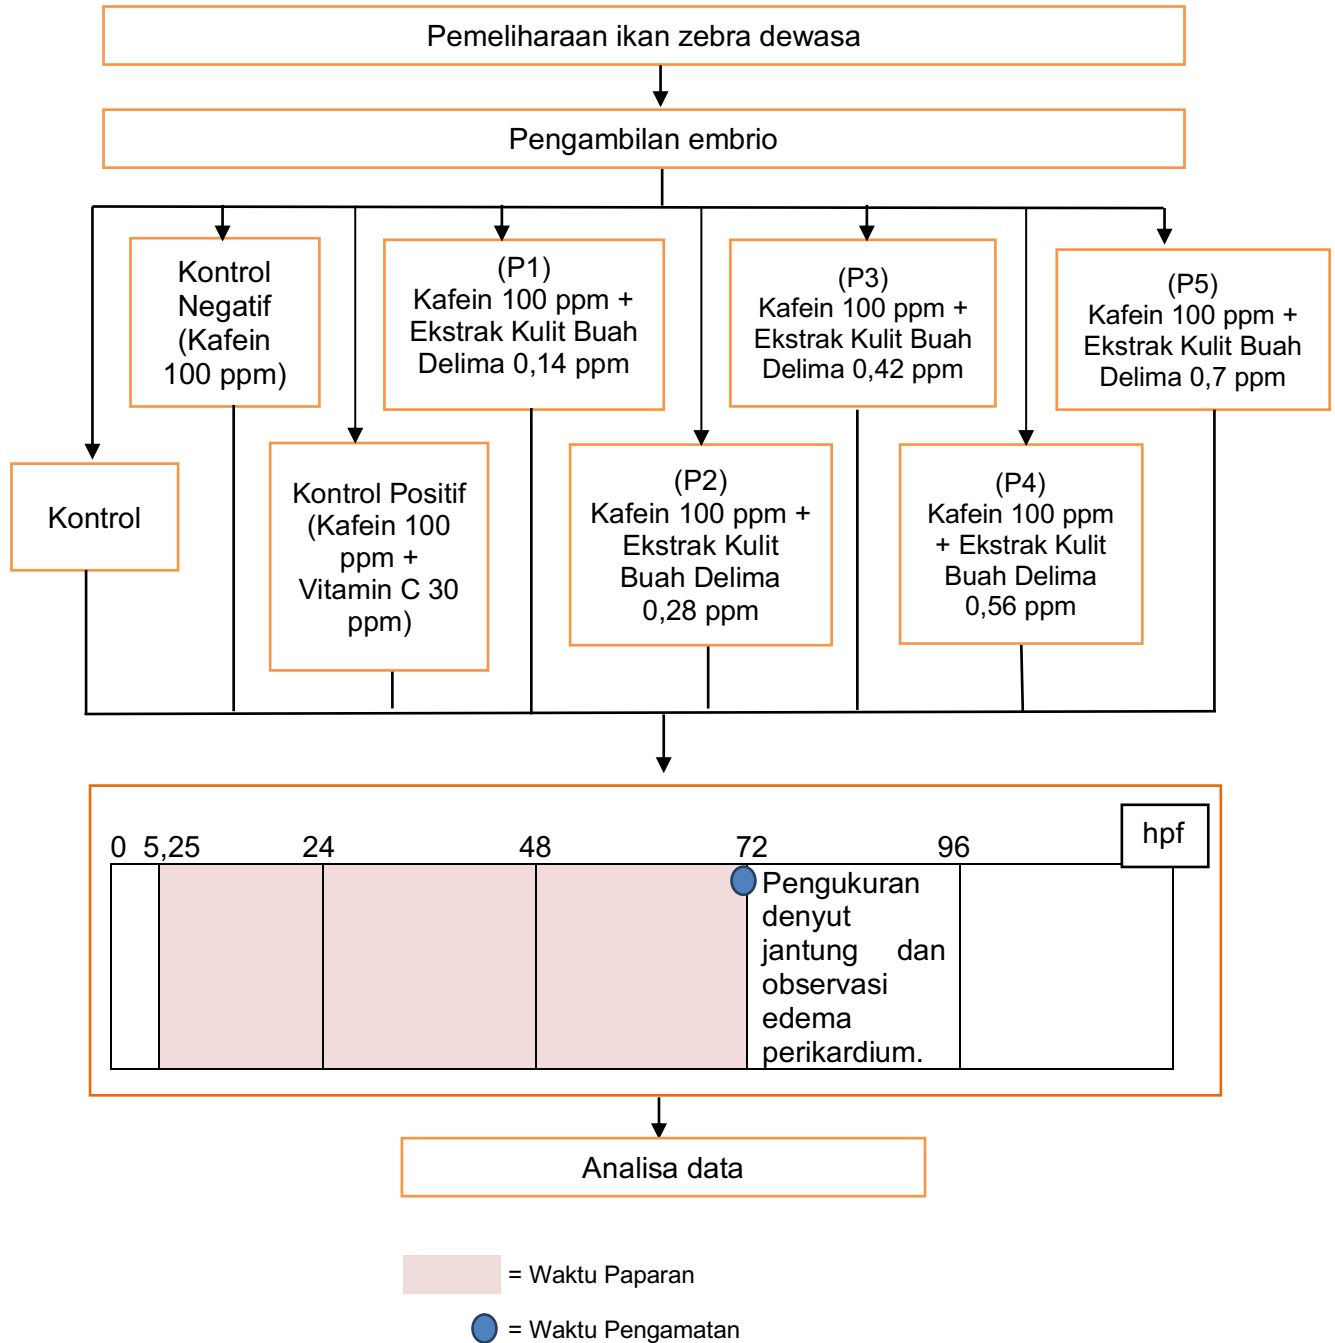 Pemeliharaan ikan zebra dewasa
Pengambilan embrio
Kontrol
Kontrol
Negatif
(Kafein
100 ppm)
Kontrol Positif
(Kafein 100
ppm +
Vitamin C 30
ppm)
(P1)
Kafein 100 ppm +
Ekstrak Kulit Buah
Delima 0,14 ppm
(P2)
Kafein 100 ppm +
Ekstrak Kulit
Buah Delima
0,28 ppm
(P3)
Kafein 100 ppm +
Ekstrak Kulit Buah
Delima 0,42 ppm
(P4)
Kafein 100 ppm
+ Ekstrak Kulit
Buah Delima
0,56 ppm
(P5)
Kafein 100 ppm +
Ekstrak Kulit Buah
Delima 0,7 ppm
hpf
0 5,25 24 48 72 96
Pengukuran
denyut
jantung dan
observasi
edema
perikardium.
Analisa data
= Waktu Paparan
= Waktu Pengamatan